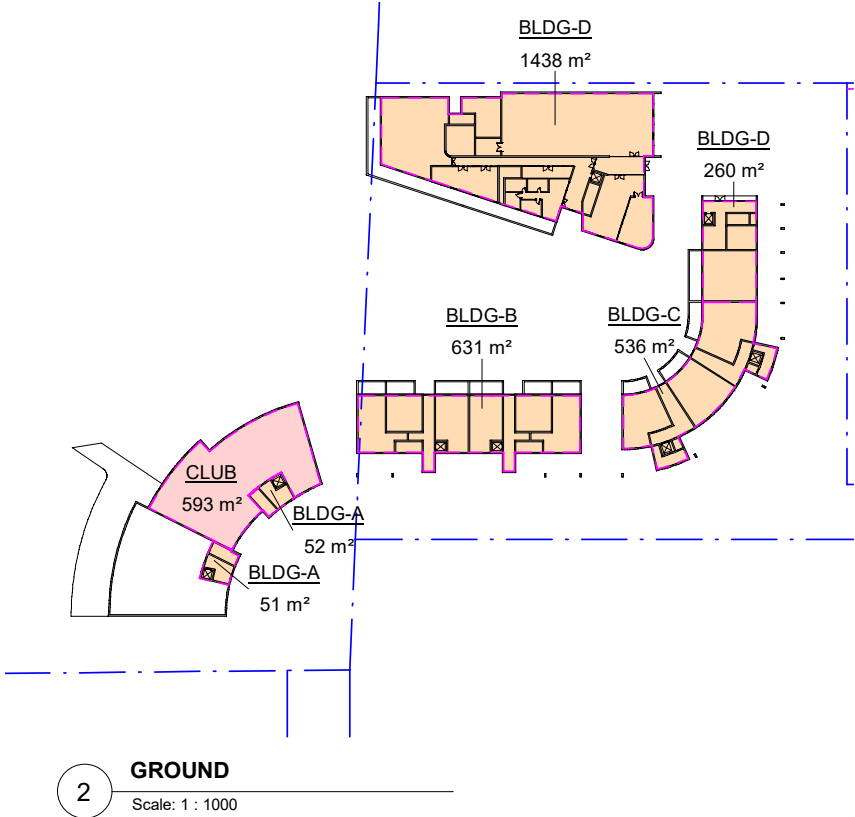 BLDG-D
1438 m²
BLDG-D
260 m²
BLDG-B
631 m²
BLDG-C
536 m²
CLUB
593 m²
BLDG-A
52 m²
BLDG-A
51 m²
2
GROUND
Scale: 1 : 1000